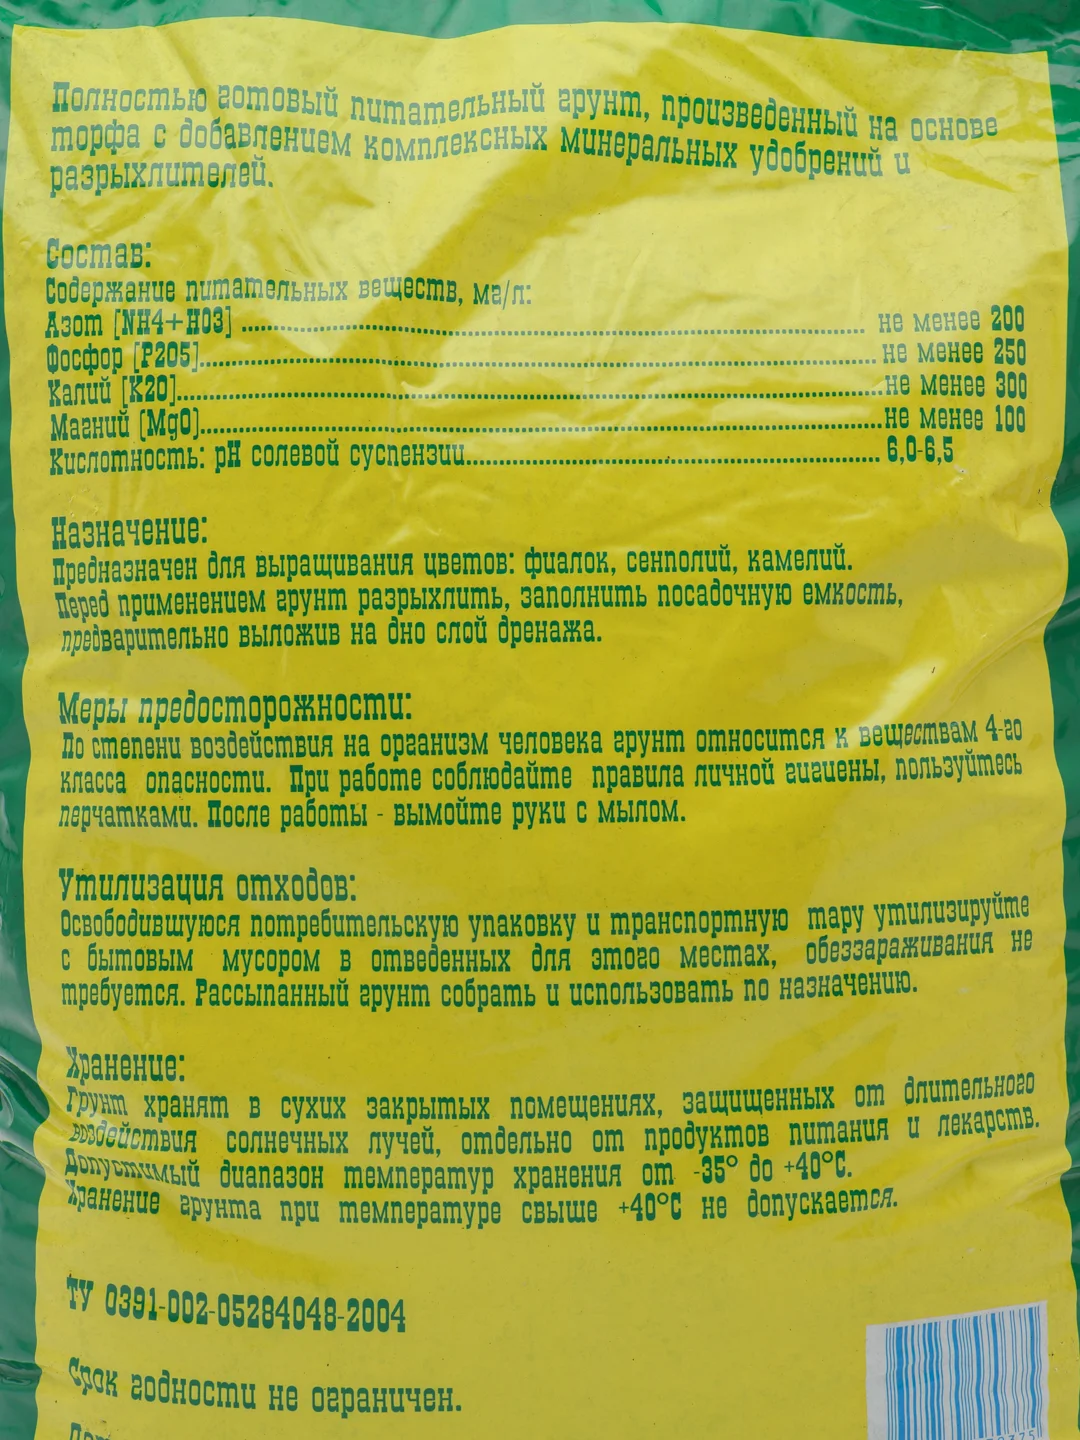 Полностью готовый питательный грунт, произведенный на основе
торфа с добавлением комплексных минеральных удобрений и
разрыхлителей.
Состав:
Содержание питательных веществ, мг/л:
Азот [NH4+НО3] ........................ не менее 200
Фосфор [P2O5]........................ не менее 250
Калий [K2O]........................не менее 300
Магний [MgO]........................не менее 100
Кислотность: pH солевой суспензии........................ 6,0-6,5
Назначение:
Предназначен для выращивания цветов: фиалок, сенполий, камелий.
Перед применением грунт разрыхлить, заполнить посадочную емкость,
предварительно выложив на дно слой дренажа.
Меры предосторожности:
По степени воздействия на организм человека грунт относится к веществам 4-го
класса опасности. При работе соблюдайте правила личной гигиены, пользуйтесь
перчатками. После работы - вымойте руки с мылом.
Утилизация отходов:
Освободившуюся потребительскую упаковку и транспортную тару утилизируйте
с бытовым мусором в отведенных для этого местах, обеззараживания не
требуется. Рассыпанный грунт собрать и использовать по назначению.
Хранение:
Грунт хранят в сухих закрытых помещениях, защищенных от длительного
воздействия солнечных лучей, отдельно от продуктов питания и лекарств.
Допустимый диапазон температур хранения от -35° до +40°С.
Хранение грунта при температуре свыше +40°С не допускается.
ТУ 0391-002-05284048-2004
Срок годности не ограничен.